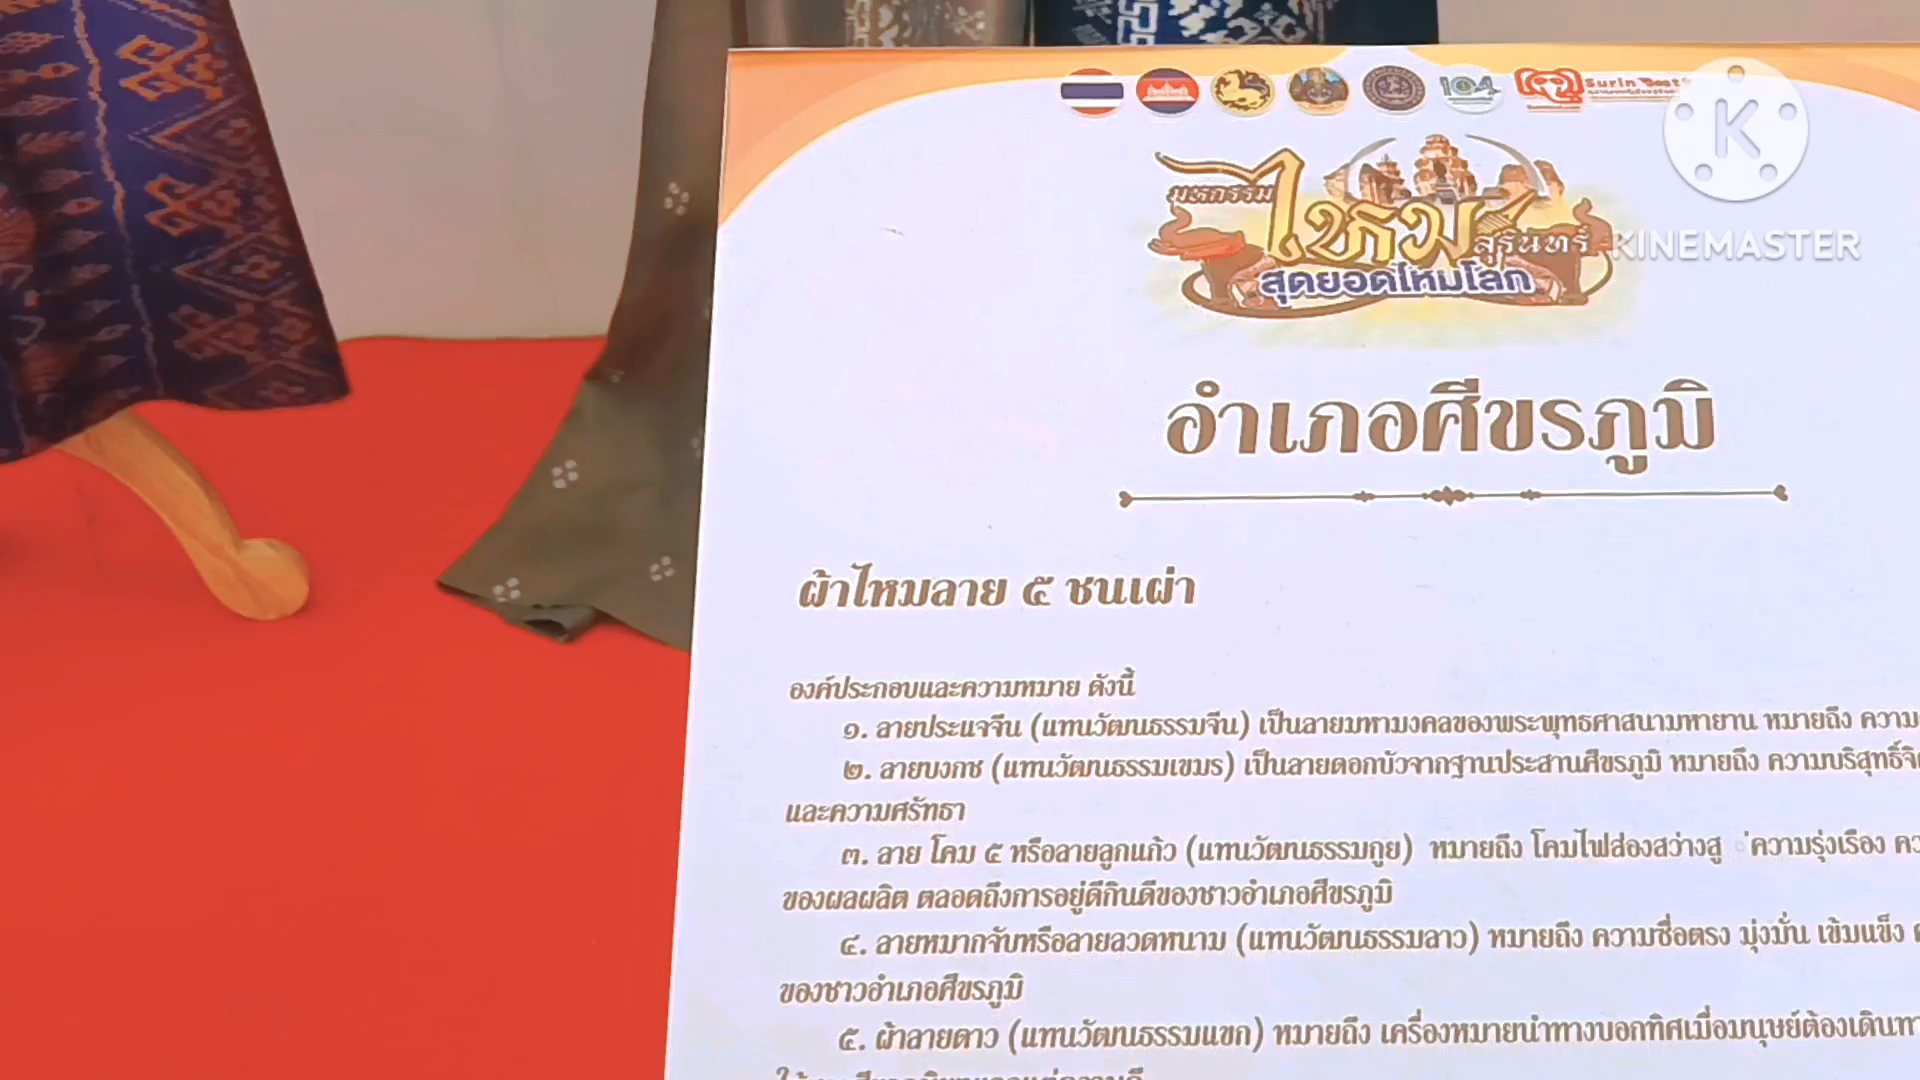 Surin
มหกรรม
ไหม
สุรินทร์
สุดยอดไหมโลก
KINEMASTER
อำเภอศีขรภูมิ
ผ้าไหมลาย ๕ ชนเผ่า
องค์ประกอบและความหมาย ดังนี้
๑. ลายประแจจีน (แทนวัฒนธรรมจีน) เป็นลายมหามงคลของพระพุทธศาสนามหายาน หมายถึง ความ
๒. ลายบงกช (แทนวัฒนธรรมเขมร) เป็นลายดอกบัวจากฐานประสานศีขรภูมิ หมายถึง ความบริสุทธิ์
และความศรัทธา
๓. ลาย โคม ๕ หรือลายลูกแก้ว (แทนวัฒนธรรมกูย) หมายถึง โคมไฟส่องสว่างสู ่ความรุ่งเรือง
ของผลผลิต ตลอดถึงการอยู่ดีกินดีของชาวอำเภอศีขรภูมิ
๔. ลายหมากจับหรือลายลวดหนาม (แทนวัฒนธรรมลาว) หมายถึง ความซื่อตรง มุ่งมั่น เข้มแข็ง
ของชาวอำเภอศีขรภูมิ
๕. ผ้าลายดาว (แทนวัฒนธรรมแขก) หมายถึง เครื่องหมายนำทางบอกทิศเมื่อมนุษย์ต้องเดินทา